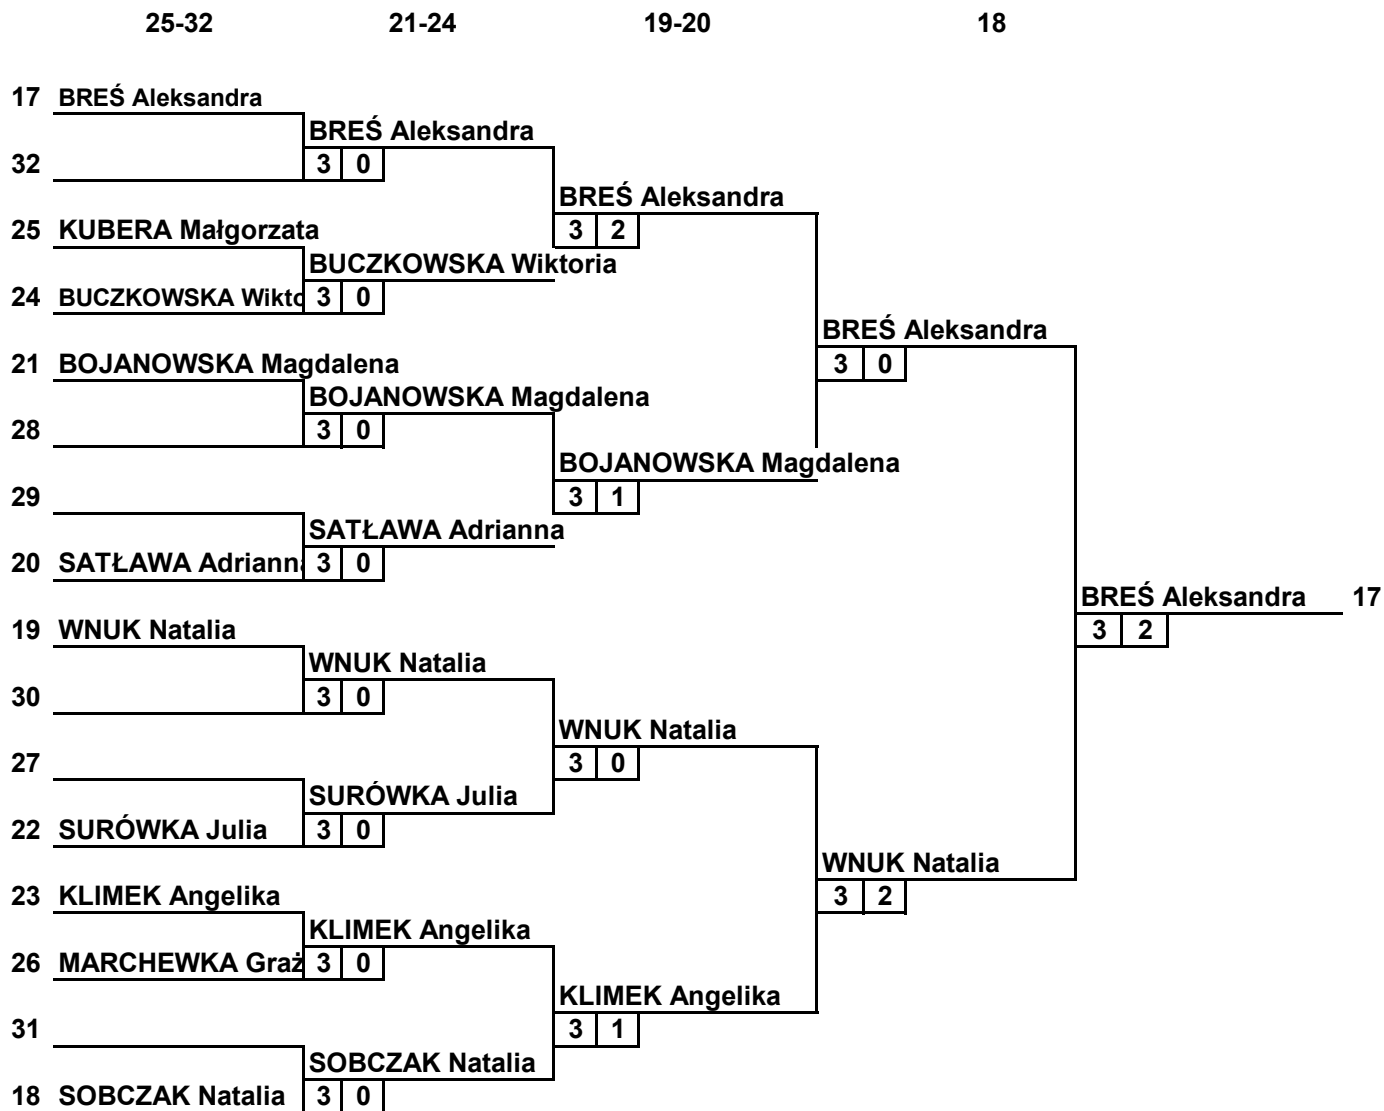 25-32 21-24 19-20 18
17 BREŚ Aleksandra
BREŚ Aleksandra
32 3 0
BREŚ Aleksandra
25 KUBERA Małgorzata 3 2
BUCZKOWSKA Wiktoria
24 BUCZKOWSKA Wikto 3 0
BREŚ Aleksandra
21 BOJANOWSKA Magdalena 3 0
BOJANOWSKA Magdalena
28 3 0
BOJANOWSKA Magdalena
29 3 1
SATŁAWA Adrianna
20 SATŁAWA Adrianna 3 0
BREŚ Aleksandra 17
19 WNUK Natalia 3 2
WNUK Natalia
30 3 0
WNUK Natalia
27 3 0
SURÓWKA Julia
22 SURÓWKA Julia 3 0
WNUK Natalia
23 KLIMEK Angelika 3 2
KLIMEK Angelika
26 MARCHEWKA Graż 3 0
KLIMEK Angelika
31 3 1
SOBCZAK Natalia
18 SOBCZAK Natalia 3 0